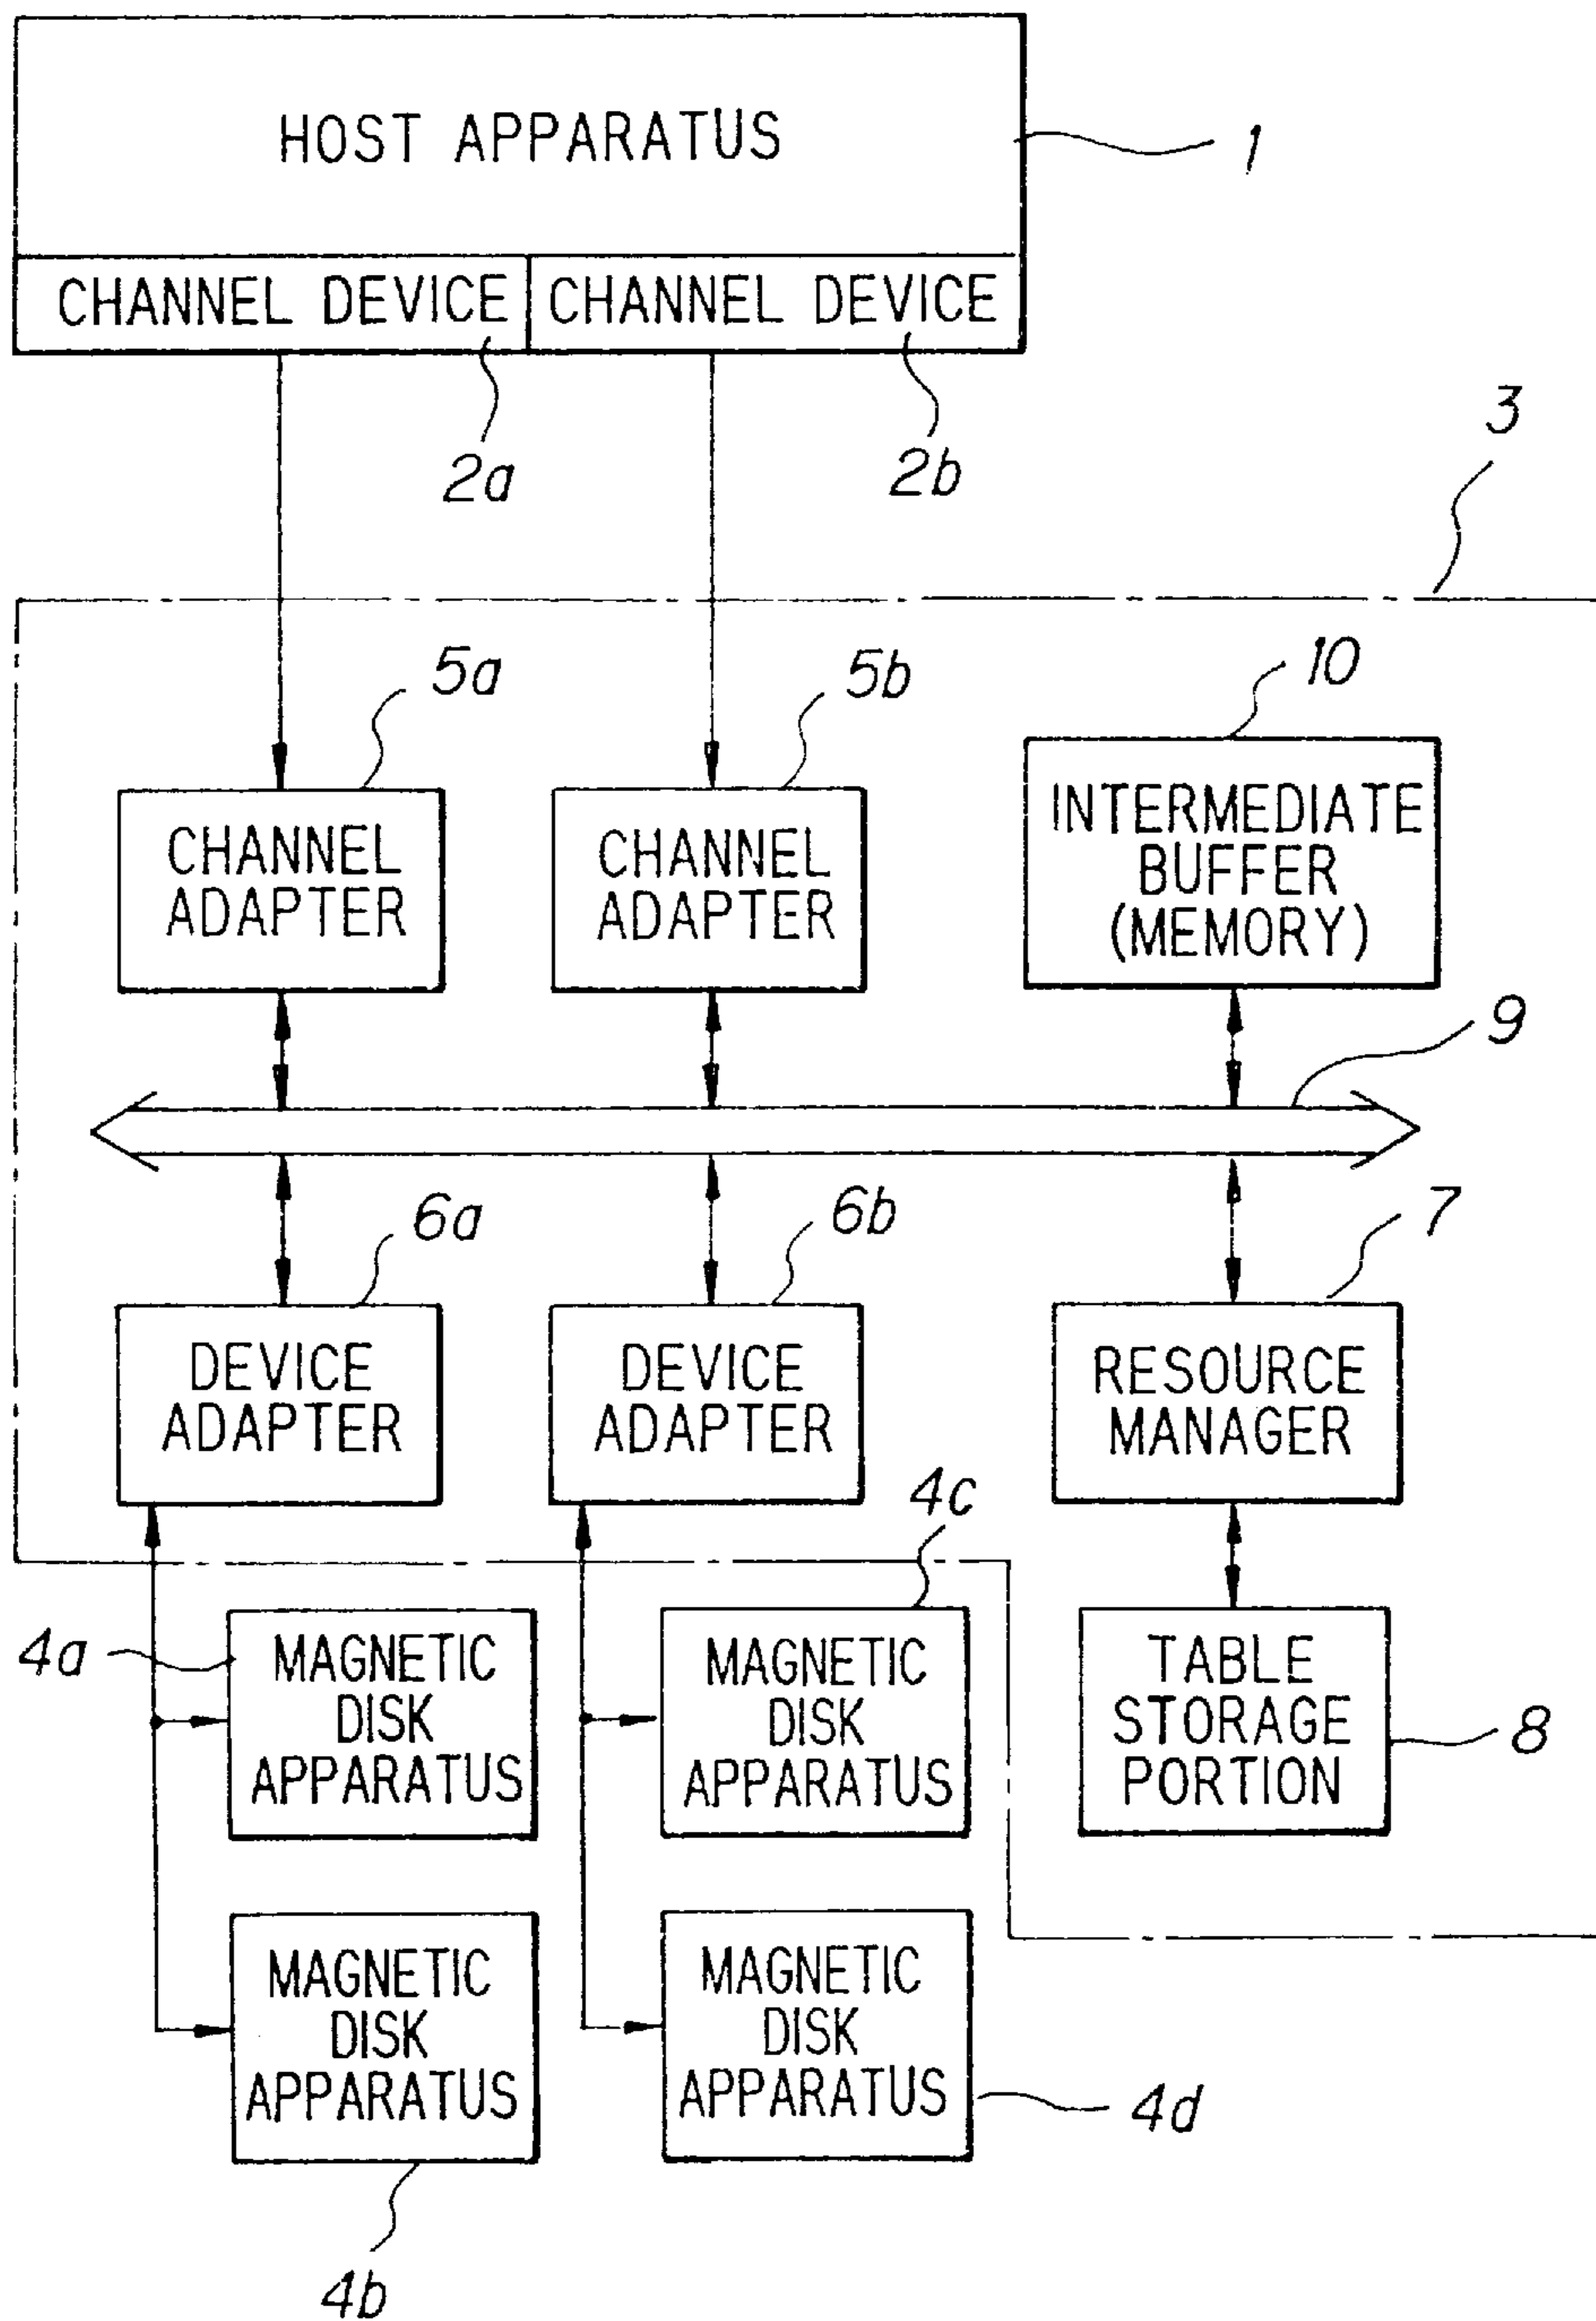 HOST APPARATUS
1
CHANNEL DEVICE
CHANNEL DEVICE
2a
2b
3
5a
5b
10
CHANNEL
ADAPTER
CHANNEL
ADAPTER
INTERMEDIATE
BUFFER
(MEMORY)
9
6a
6b
7
DEVICE
ADAPTER
DEVICE
ADAPTER
RESOURCE
MANAGER
4c
4a
MAGNETIC
DISK
APPARATUS
MAGNETIC
DISK
APPARATUS
TABLE
STORAGE
PORTION
8
MAGNETIC
DISK
APPARATUS
MAGNETIC
DISK
APPARATUS
4d
4b